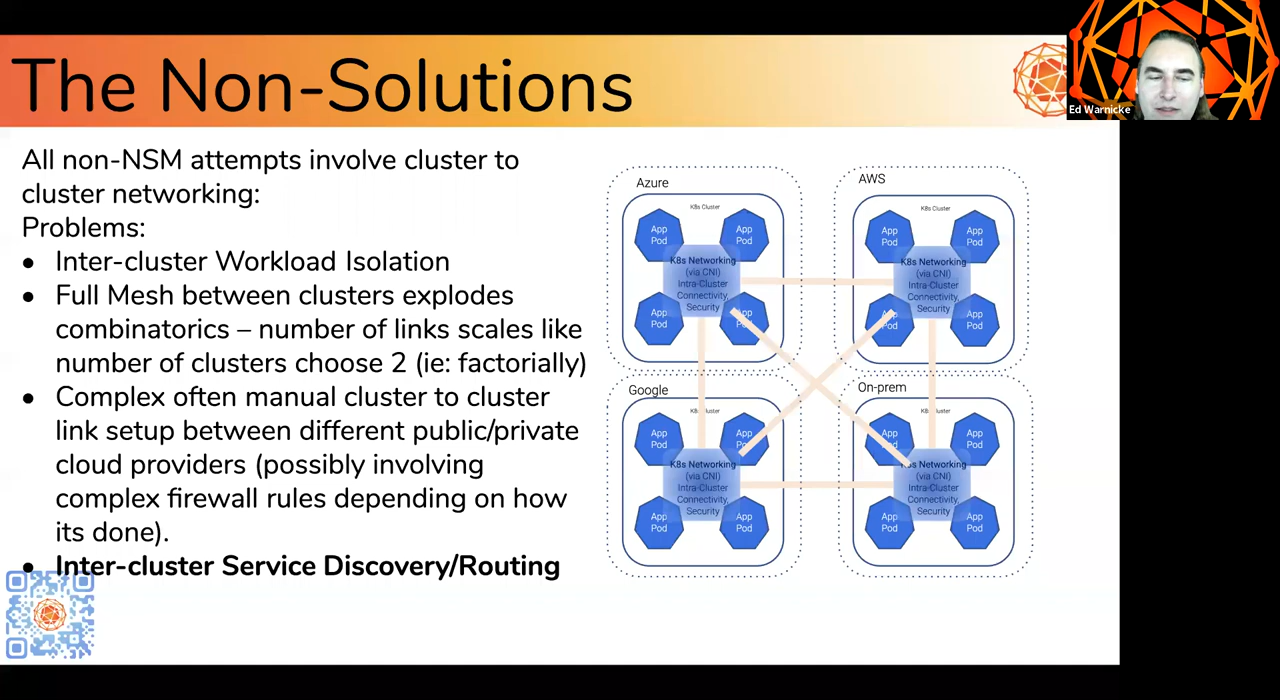 The Non-Solutions
Ed Warnicke
All non-NSM attempts involve cluster to
cluster networking:
Problems:
• Inter-cluster Workload Isolation
• Full Mesh between clusters explodes
combinatorics – number of links scales like
number of clusters choose 2 (ie: factorially)
• Complex often manual cluster to cluster
link setup between different public/private
cloud providers (possibly involving
complex firewall rules depending on how
its done).
• Inter-cluster Service Discovery/Routing
Azure
K8s Cluster
App
Pod
App
Pod
K8s Networking
(via CNI)
Intra-Cluster
Connectivity,
Security
App
Pod
App
Pod
AWS
K8s Cluster
App
Pod
App
Pod
K8s Networking
(via CNI)
Intra-Cluster
Connectivity,
Security
App
Pod
App
Pod
Google
K8s Cluster
App
Pod
App
Pod
K8s Networking
(via CNI)
Intra-Cluster
Connectivity,
Security
App
Pod
App
Pod
On-prem
K8s Cluster
App
Pod
App
Pod
K8s Networking
(via CNI)
Intra-Cluster
Connectivity,
Security
App
Pod
App
Pod